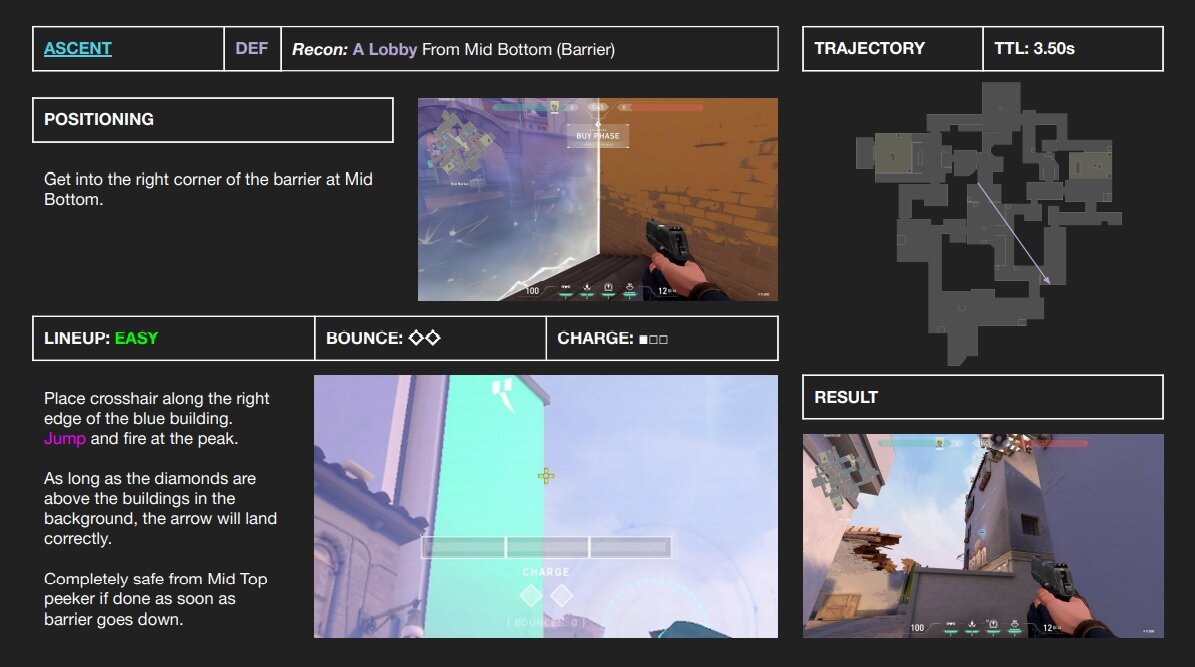 ASCENT
DEF
Recon: A Lobby From Mid Bottom (Barrier)
TRAJECTORY
TTL: 3.50s
POSITIONING
Get into the right corner of the barrier at Mid
Bottom.
BUY PHASE
100
12
LINEUP: EASY
BOUNCE: ◇◇
CHARGE: ■□□
Place crosshair along the right
edge of the blue building.
Jump and fire at the peak.
As long as the diamonds are
above the buildings in the
background, the arrow will land
correctly.
Completely safe from Mid Top
peeker if done as soon as
barrier goes down.
CHARGE
[ BOUNCES 0 ]
RESULT
100
12